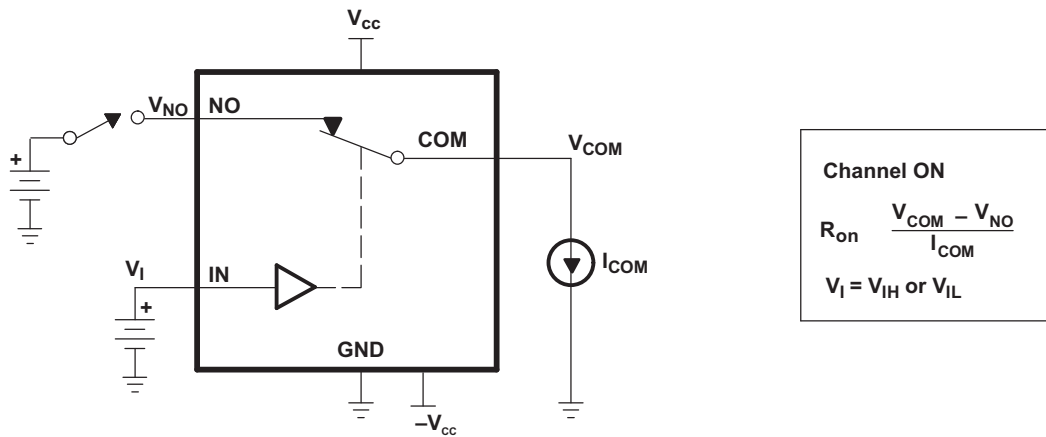 Vcc
VNO
NO
COM
VCOM
+
Channel ON
Ron VCOM – VNO
ICOM
VI = VIH or VIL
ICOM
VI
IN
+
GND
–Vcc